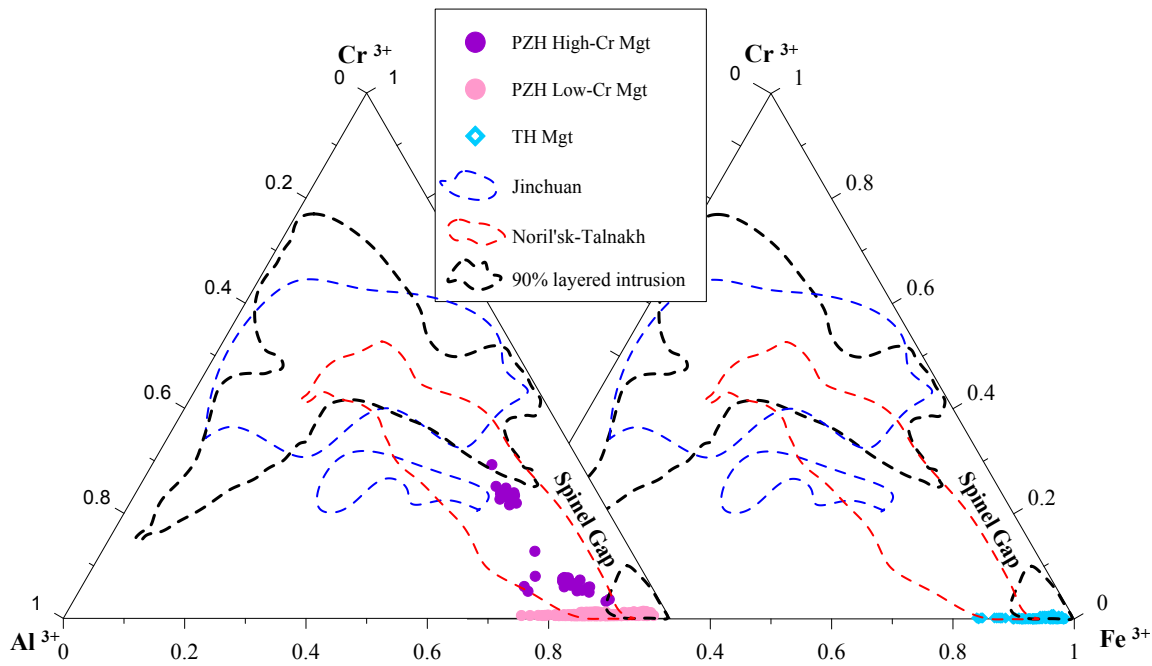 PZH High-Cr Mgt
PZH Low-Cr Mgt
TH Mgt
Jinchuan
Noril'sk-Talnakh
90% layered intrusion
Cr 3+
0 1
Cr 3+
0 1
0.2
0.8
0.4
0.6
0.6
0.4
0.8
0.2
Spinel Gap
Spinel Gap
1
0
Al 3+
Fe 3+
0 0.2 0.4 0.6 0.8 0.4 0.6 0.8 1